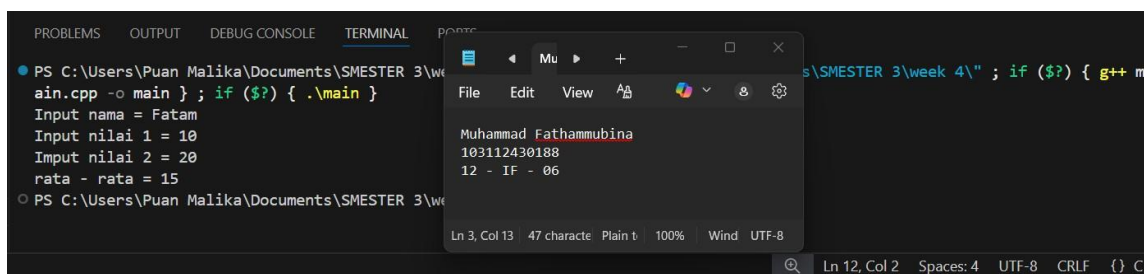 PROBLEMS OUTPUT DEBUG CONSOLE TERMINAL
PS C:\Users\Puan Malika\Documents\SMESTER 3\we s\SMESTER 3\week 4\" ; if ($?) { g++ m
ain.cpp -o main } ; if ($?) { .\main }
Input nama = Fatam
Input nilai 1 = 10
Imput nilai 2 = 20
rata - rata = 15
PS C:\Users\Puan Malika\Documents\SMESTER 3\we
Mu
File Edit View
Muhammad Fathammubina
103112430188
12 - IF - 06
Ln 3, Col 13 47 characte Plain t 100% Wind UTF-8
Ln 12, Col 2 Spaces: 4 UTF-8 CRLF {} C